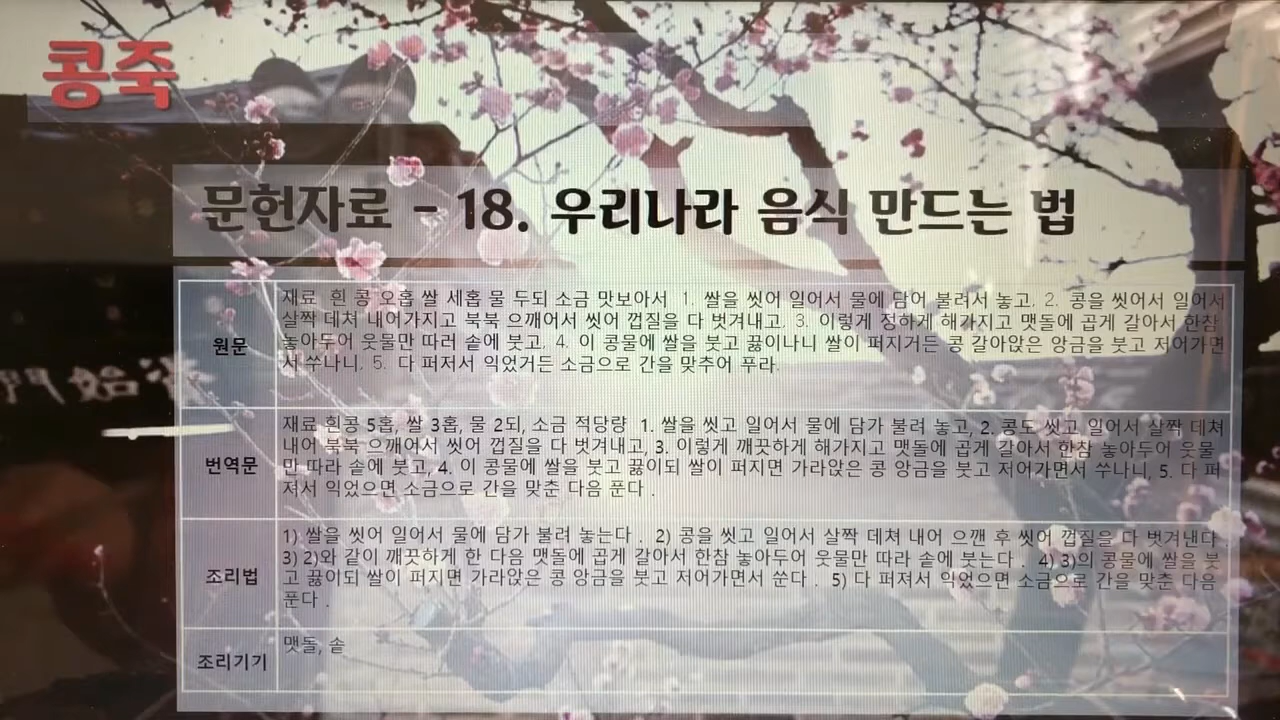 콩죽
문헌자료 - 18. 우리나라 음식 만드는 법
원문
재료 흰 콩 오홉 쌀 세홉 물 두되 소금 맛보아서 1. 쌀을 씻어 일어서 물에 담어 불려서 놓고, 2. 콩을 씻어서 일어서
살짝 데쳐 내어가지고 북북 으깨어서 씻어 껍질을 다 벗겨내고, 3. 이렇게 정하게 해가지고 맷돌에 곱게 갈아서 한참
놓아두어 웃물만 따러 솥에 붓고, 4. 이 콩물에 쌀을 붓고 끓이나니 쌀이 퍼지거든 콩 갈아앉은 앙금을 붓고 저어가면
서 쑤나니, 5. 다 퍼저서 익었거든 소금으로 간을 맞추어 푸라.
번역문
재료 흰콩 5홉, 쌀 3홉, 물 2되, 소금 적당량 1. 쌀을 씻고 일어서 물에 담가 불려 놓고, 2. 콩도 씻고 일어서 살짝 데쳐
내어 북북 으깨어서 씻어 껍질을 다 벗겨내고, 3. 이렇게 깨끗하게 해가지고 맷돌에 곱게 갈아서 한참 놓아두어 웃물
만 따라 솥에 붓고, 4. 이 콩물에 쌀을 붓고 끓이되 쌀이 퍼지면 가라앉은 콩 앙금을 붓고 저어가면서 쑤나니, 5. 다 퍼
져서 익었으면 소금으로 간을 맞춘 다음 푼다 .
조리법
1) 쌀을 씻어 일어서 물에 담가 불려 놓는다 . 2) 콩을 씻고 일어서 살짝 데쳐 내어 으깬 후 씻어 껍질을 다 벗겨낸다 .
3) 2)와 같이 깨끗하게 한 다음 맷돌에 곱게 갈아서 한참 놓아두어 웃물만 따라 솥에 붓는다 . 4) 3)의 콩물에 쌀을 붓
고 끓이되 쌀이 퍼지면 가라앉은 콩 앙금을 붓고 저어가면서 쑨다 . 5) 다 퍼져서 익었으면 소금으로 간을 맞춘 다음
푼다 .
조리기기
맷돌, 솥